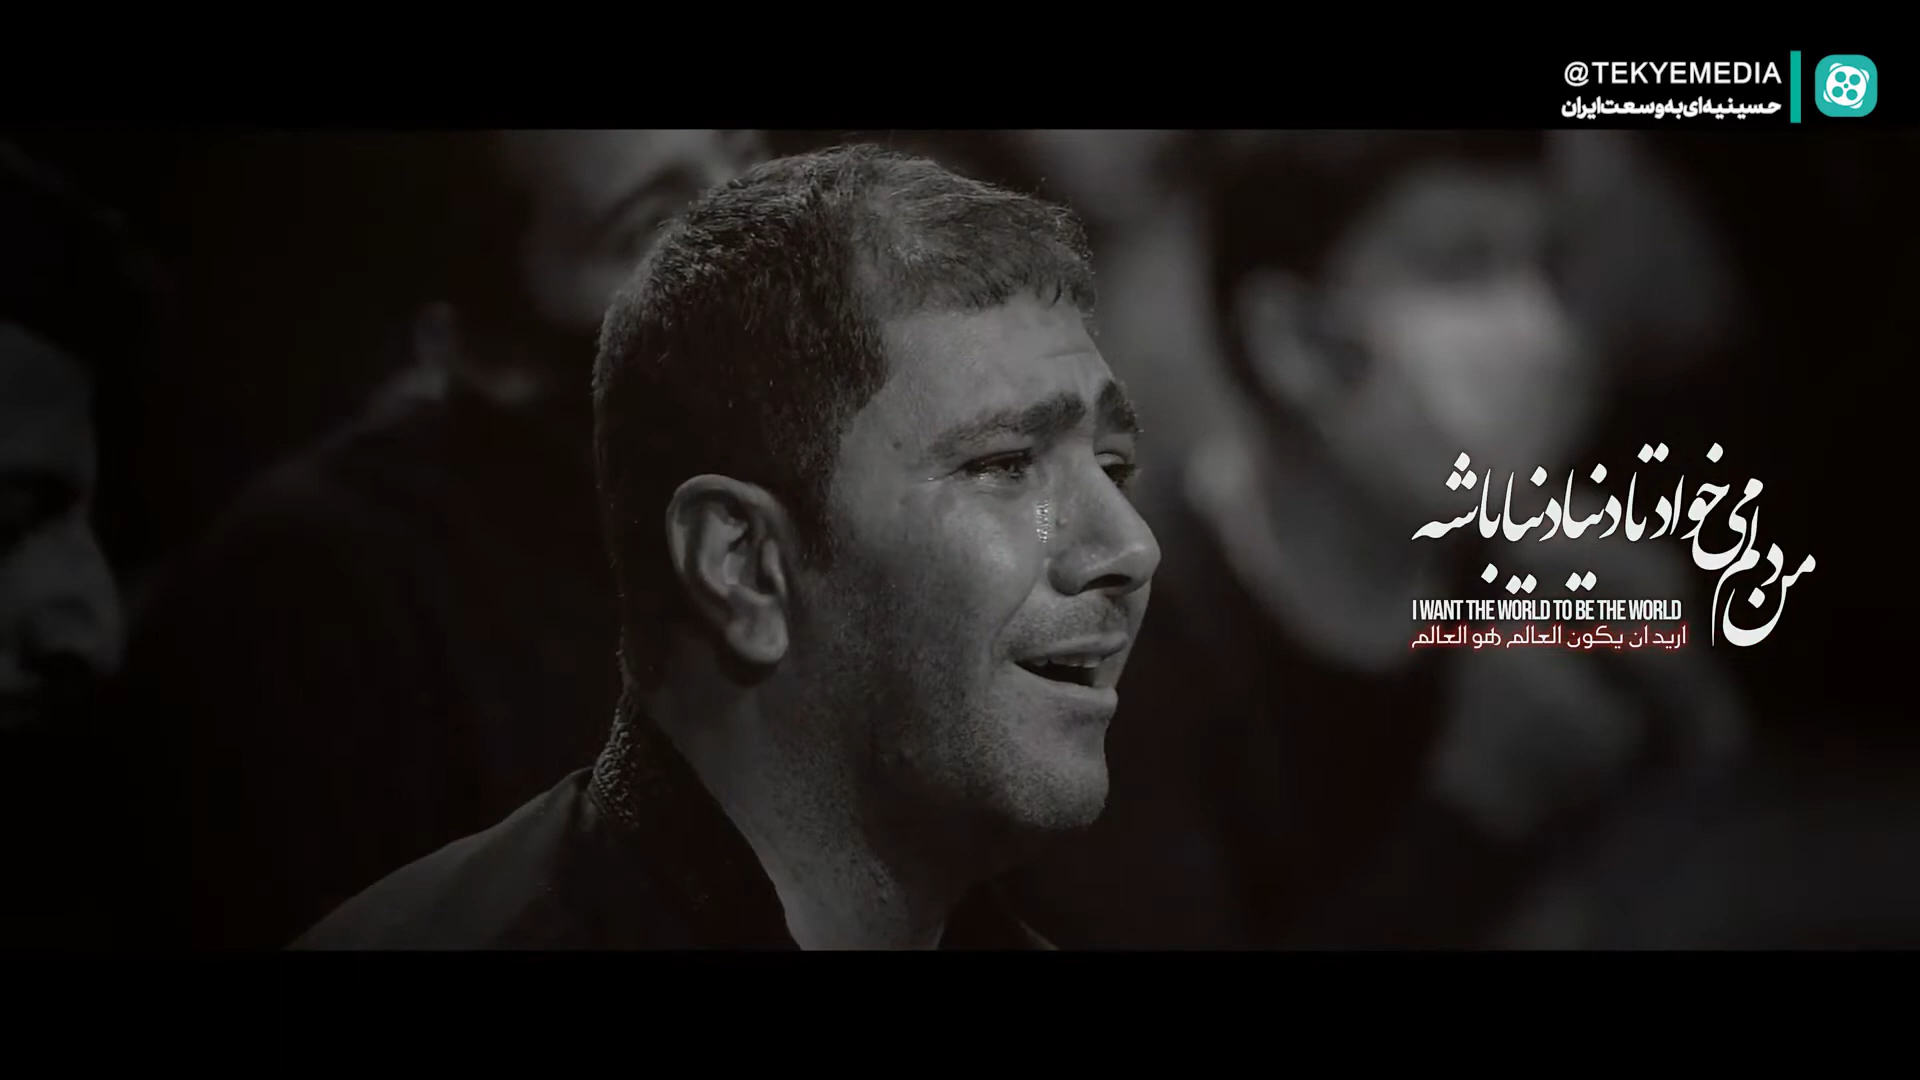 @TEKYEMEDIA
حسینیه‌ای‌به‌وسعت‌ایران
من دلم می‌خواد تا دنیا دنیا باشه
I WANT THE WORLD TO BE THE WORLD
اريد ان يكون العالم هو العالم